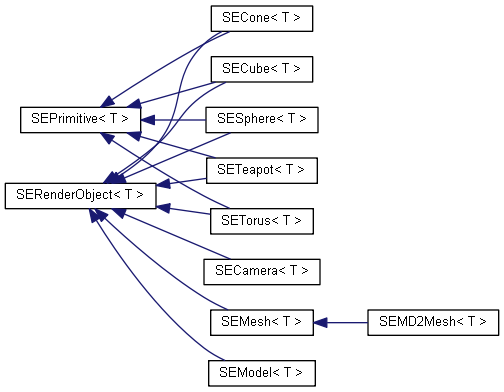 SECone< T >
SECube< T >
SEPrimitive< T >
SESphere< T >
SETeapot< T >
SERenderObject< T >
SETorus< T >
SECamera< T >
SEMesh< T >
SEMD2Mesh< T >
SEModel< T >